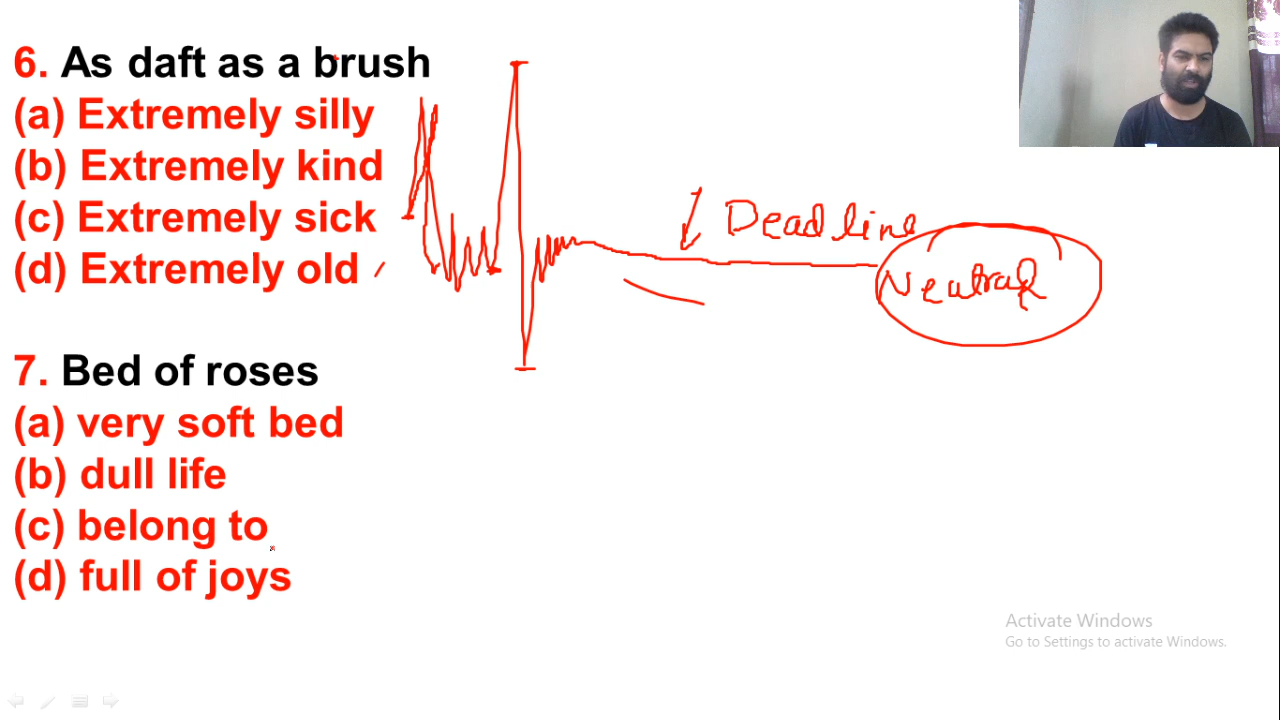 6. As daft as a brush
(a) Extremely silly
(b) Extremely kind
(c) Extremely sick
(d) Extremely old
Dead line
Neutral
7. Bed of roses
(a) very soft bed
(b) dull life
(c) belong to
(d) full of joys
Activate Windows
Go to Settings to activate Windows.